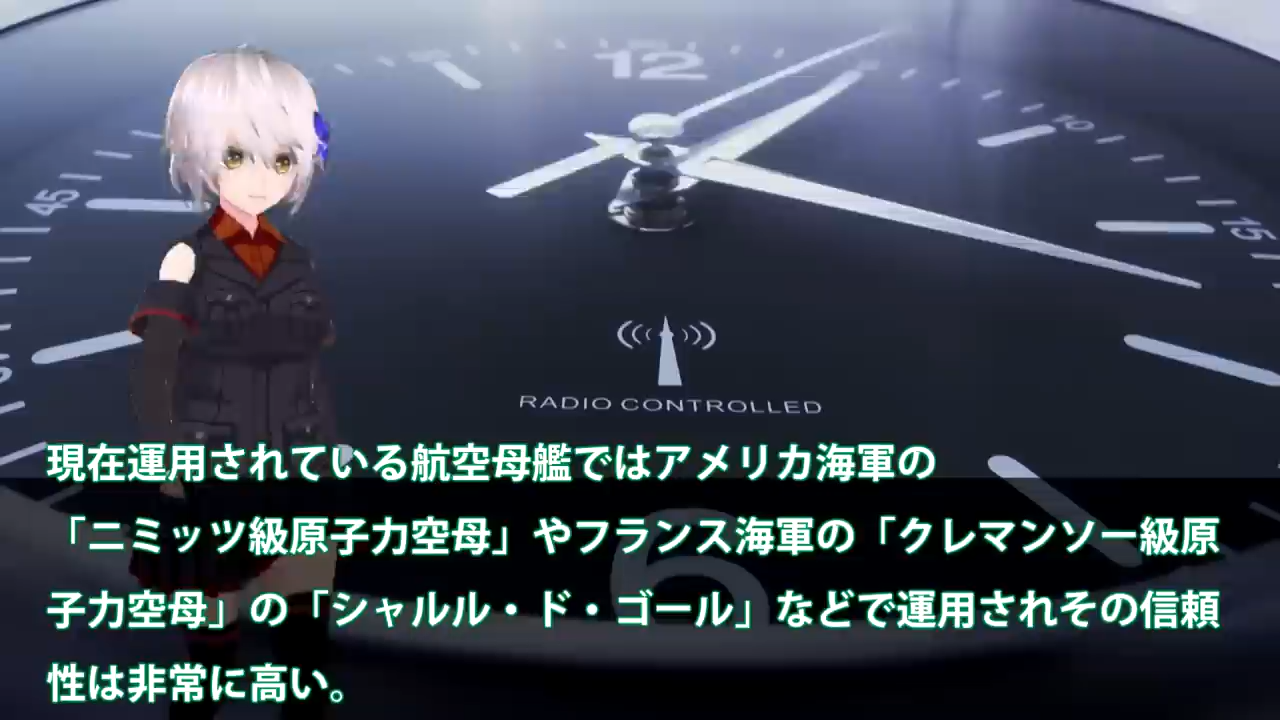 12
10
45
15
RADIO CONTROLLED
現在運用されている航空母艦ではアメリカ海軍の
「ニミッツ級原子力空母」やフランス海軍の「クレマンソー級原
子力空母」の「シャルル・ド・ゴール」などで運用されその信頼
性は非常に高い。
6